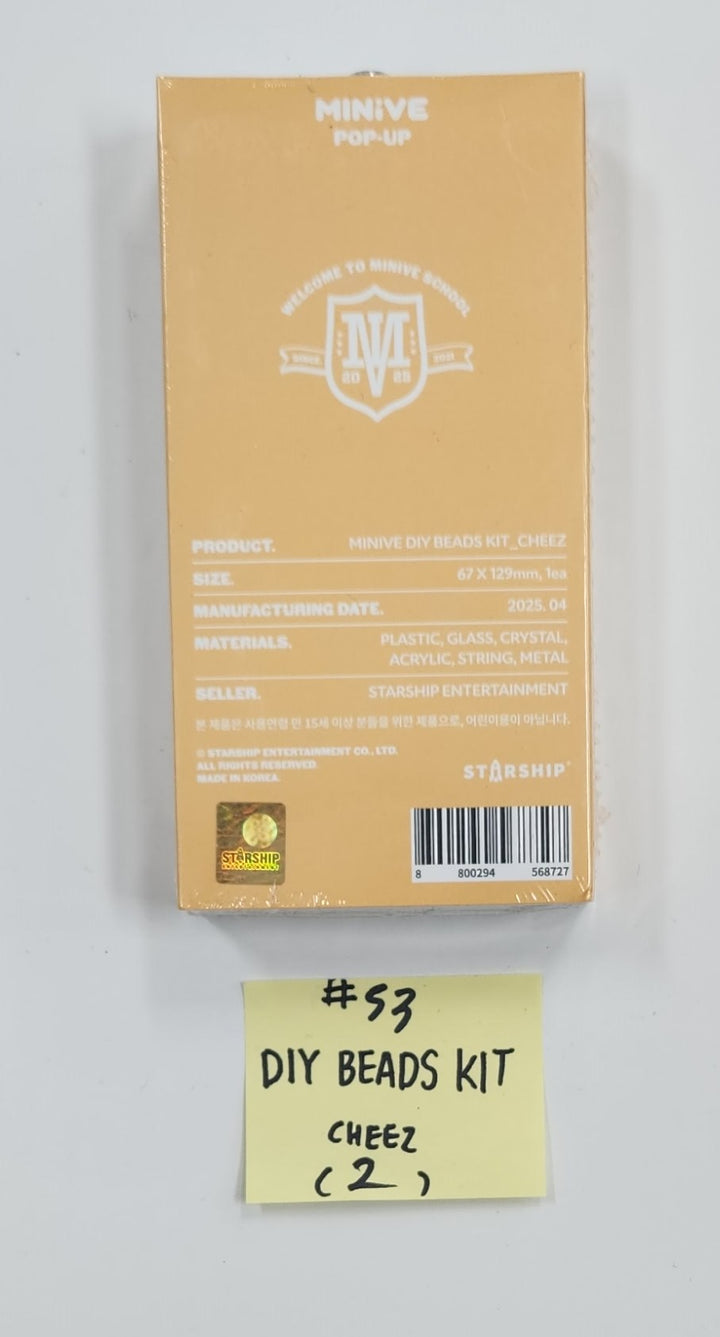 MINiVE
POP-UP
WELCOME TO MINIVE SCHOOL
SINCE. 2021
MV
20 25
PRODUCT. MINIVE DIY BEADS KIT_CHEEZ
SIZE. 67 X 129mm, 1ea
MANUFACTURING DATE. 2025. 04
MATERIALS. PLASTIC, GLASS, CRYSTAL,
ACRYLIC, STRING, METAL
SELLER. STARSHIP ENTERTAINMENT
본 제품은 사용연령 만 15세 이상 분들을 위한 제품으로, 어린이용이 아닙니다.
© STARSHIP ENTERTAINMENT CO., LTD.
ALL RIGHTS RESERVED.
MADE IN KOREA.
STARSHIP
STARSHIP
ENTERTAINMENT
8 800294 568727
#53
DIY BEADS KIT
CHEEZ
(2)